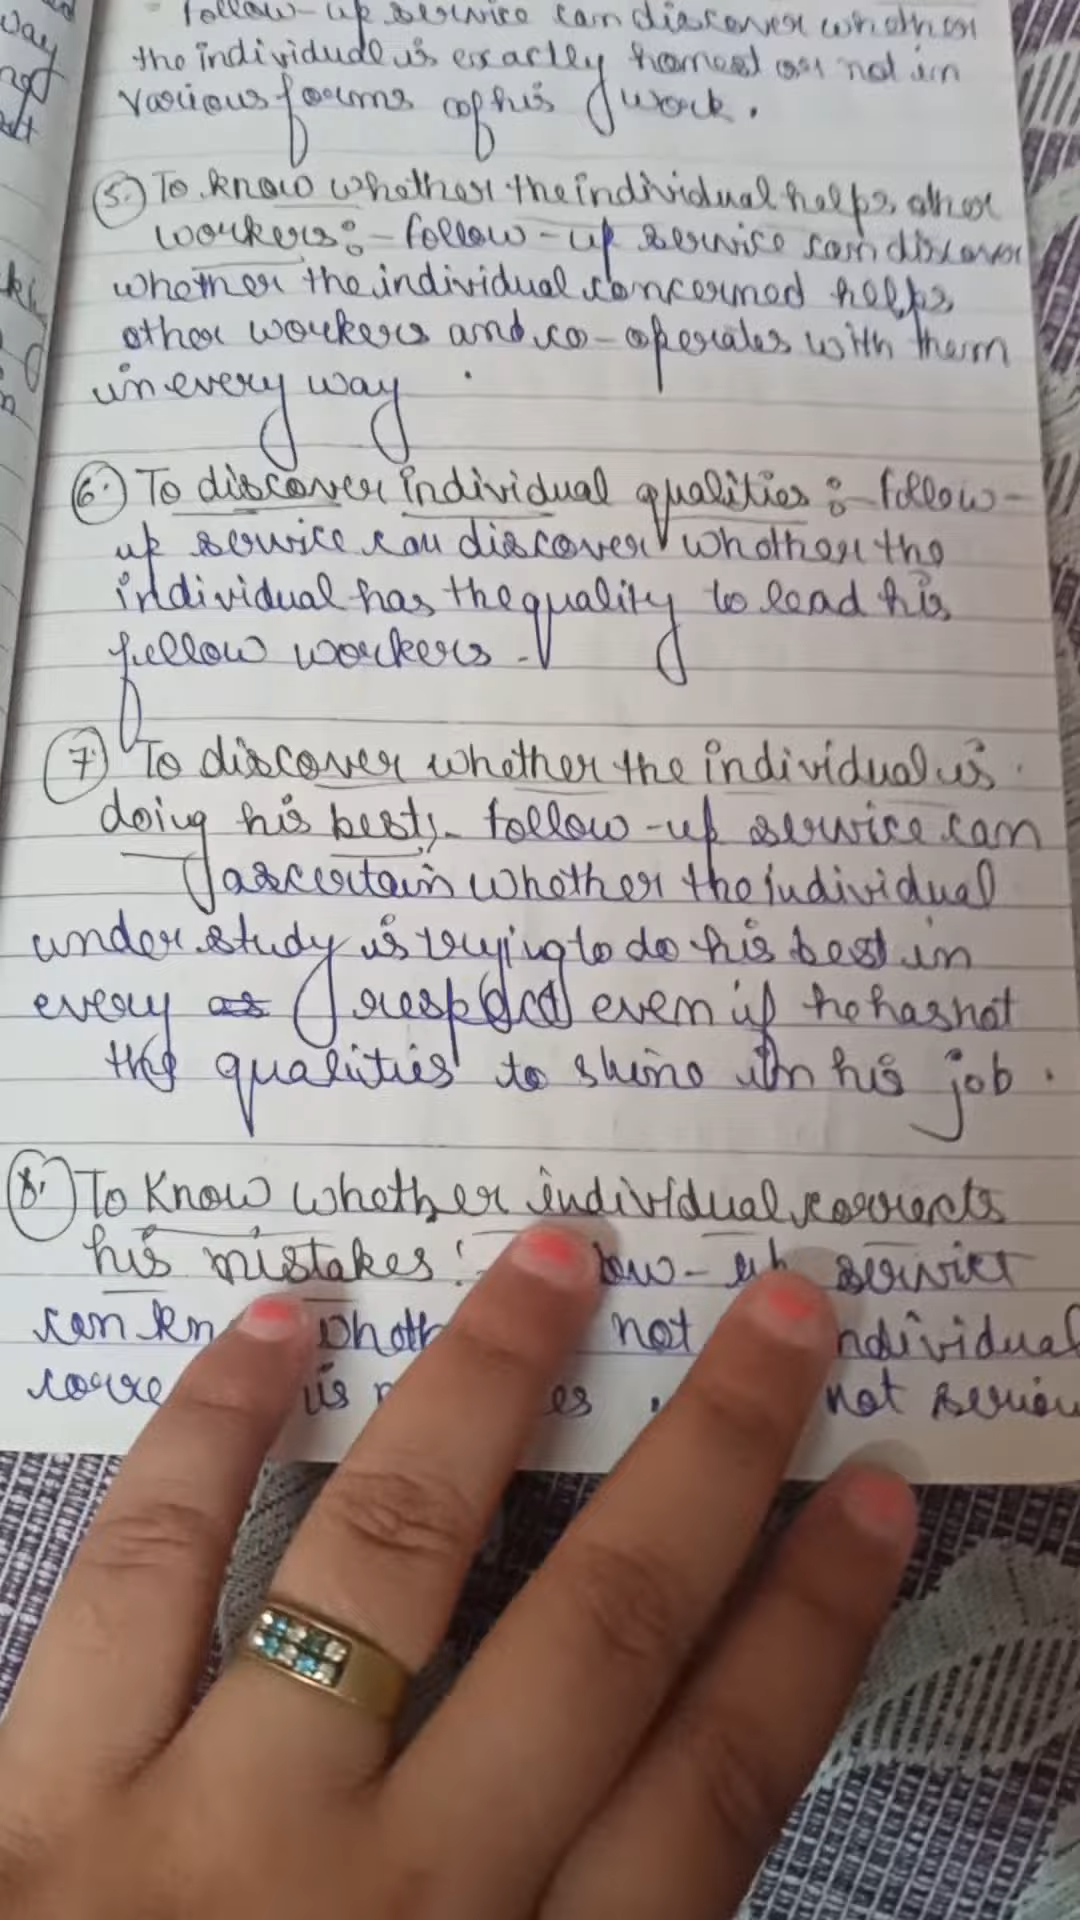 follow-up service can discover whether
the individual is exactly honest or not in
various forms of his work.
5. To know whether the individual helps other
workers:- follow-up service can discover
whether the individual concerned helps
other workers and co-operates with them
in every way.
6. To discover individual qualities:- follow-
up service can discover whether the
individual has the quality to lead his
fellow workers.
7. To discover whether the individual is
doing his best;- follow-up service can
ascertain whether the individual
under study is trying to do his best in
every respect even if he has not
the qualities to shine in his job.
8. To Know whether individual corrects
his mistakes: service
can not individual
is not